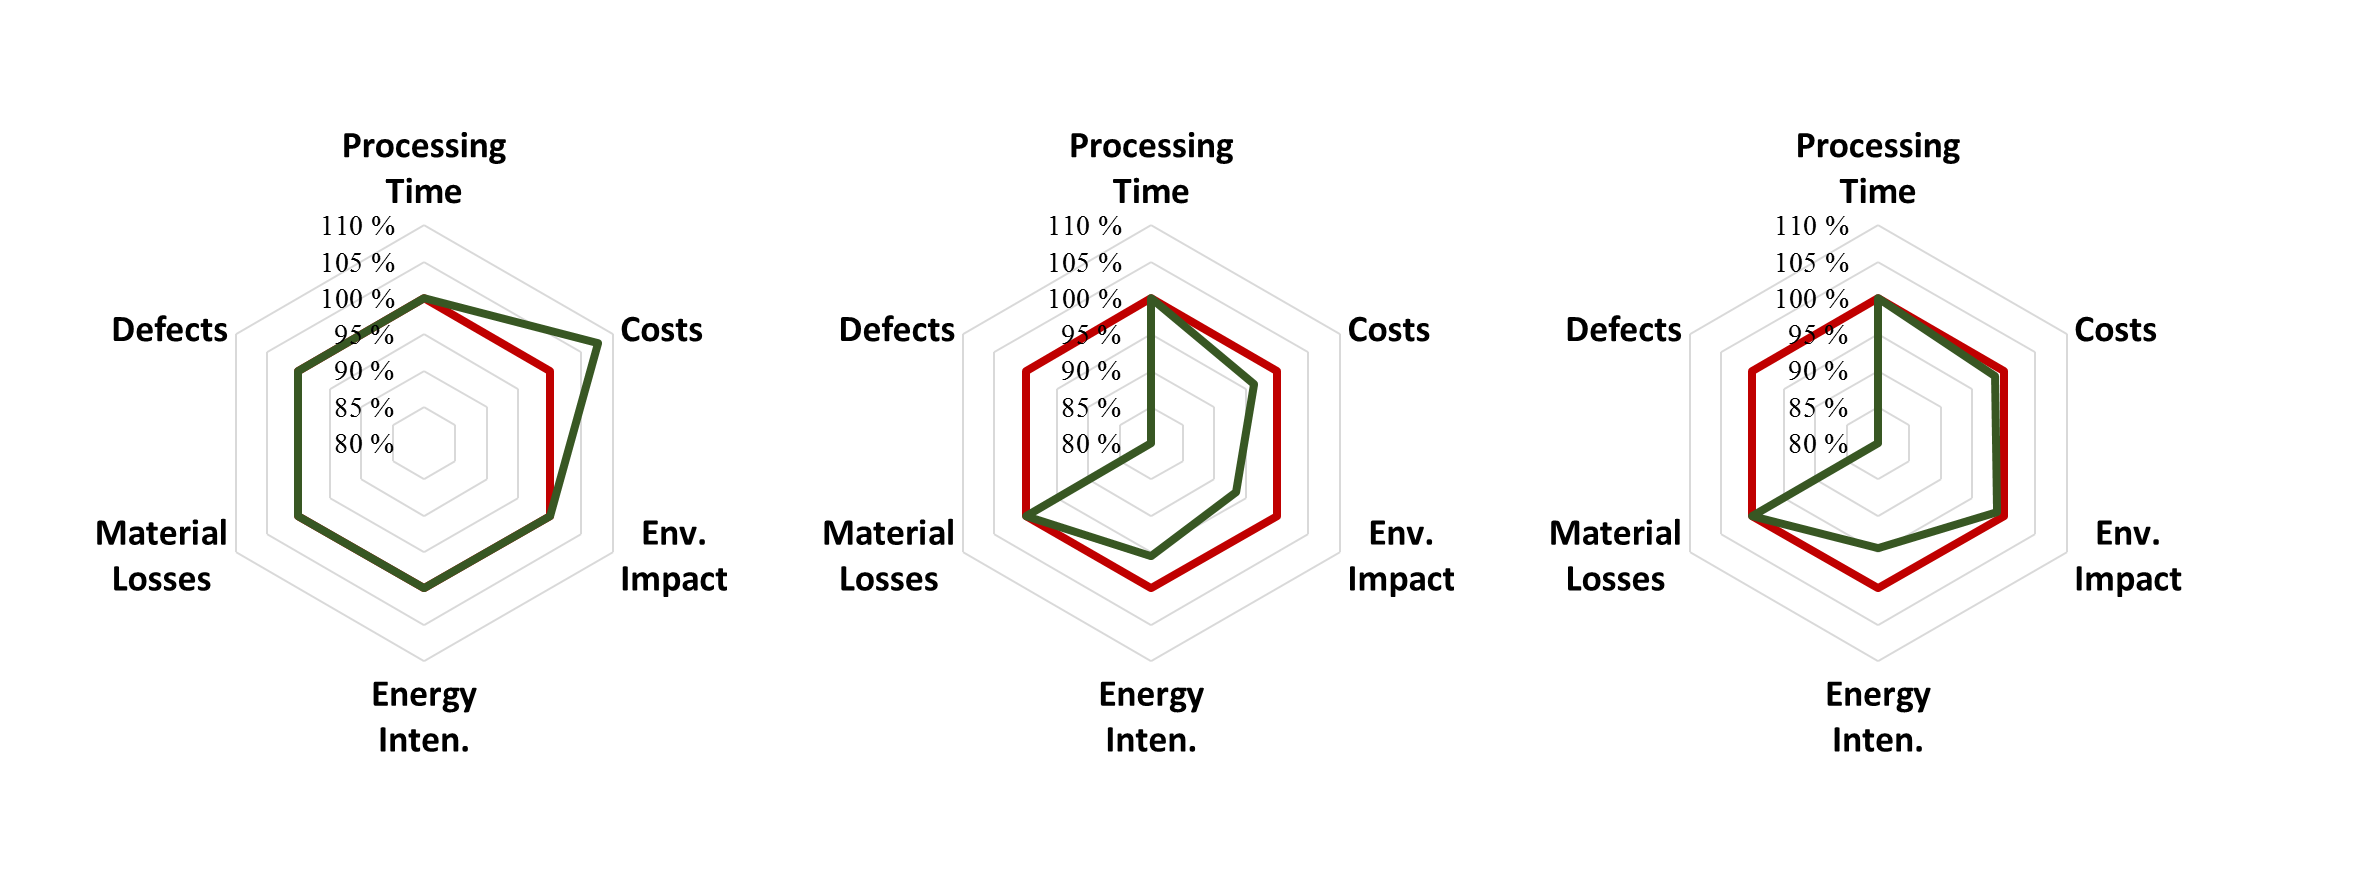 Processing
Time
110 %
105 %
100 %
95 %
90 %
85 %
80 %
Defects
Costs
Material
Losses
Env.
Impact
Energy
Inten.
Processing
Time
110 %
105 %
100 %
95 %
90 %
85 %
80 %
Defects
Costs
Material
Losses
Env.
Impact
Energy
Inten.
Processing
Time
110 %
105 %
100 %
95 %
90 %
85 %
80 %
Defects
Costs
Material
Losses
Env.
Impact
Energy
Inten.